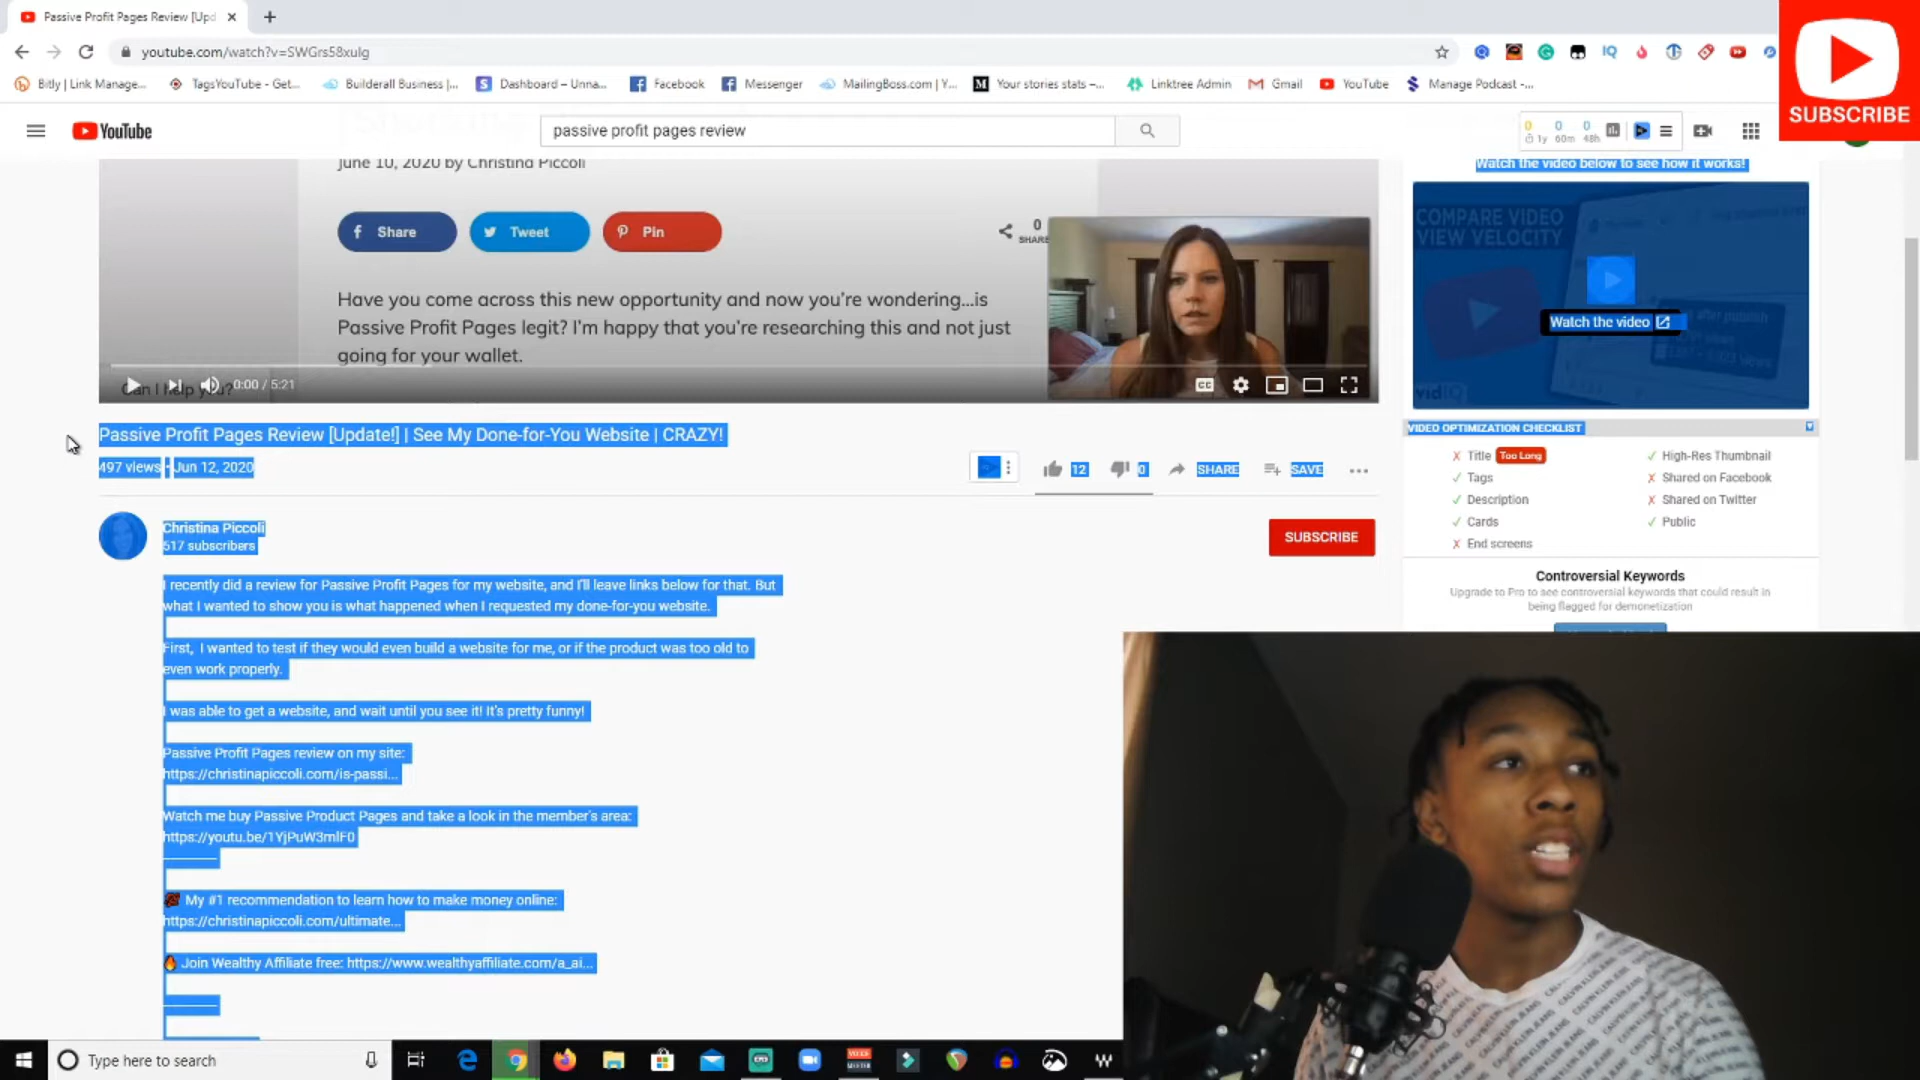 Passive Profit Pages Review [Upd
youtube.com/watch?v=SWGrs58xulg
Bitly | Link Manage...
TagsYouTube - Get...
Builderall Business |...
Dashboard – Unna...
Facebook
Messenger
MailingBoss.com | Y...
Your stories stats –...
Linktree Admin
Gmail
YouTube
Manage Podcast -...
SUBSCRIBE
YouTube
passive profit pages review
0 0 0
1y 60m 48h
June 10, 2020 by Christina Piccoli
Share
Tweet
Pin
0
SHARE
Have you come across this new opportunity and now you're wondering...is
Passive Profit Pages legit? I'm happy that you're researching this and not just
going for your wallet.
Can I help you?
0:00 / 5:21
CC
Watch the video below to see how it works!
COMPARE VIDEO
VIEW VELOCITY
Watch the video
vidIQ
Passive Profit Pages Review [Update!] | See My Done-for-You Website | CRAZY!
497 views · Jun 12, 2020
12
0
SHARE
SAVE
Christina Piccoli
517 subscribers
SUBSCRIBE
I recently did a review for Passive Profit Pages for my website, and I'll leave links below for that. But
what I wanted to show you is what happened when I requested my done-for-you website.
First, I wanted to test if they would even build a website for me, or if the product was too old to
even work properly.
I was able to get a website, and wait until you see it! It's pretty funny!
Passive Profit Pages review on my site:
https://christinapiccoli.com/is-passi...
Watch me buy Passive Product Pages and take a look in the member's area:
https://youtu.be/1YjPuW3mlF0
My #1 recommendation to learn how to make money online:
https://christinapiccoli.com/ultimate...
Join Wealthy Affiliate free: https://www.wealthyaffiliate.com/a_ai...
VIDEO OPTIMIZATION CHECKLIST
Title Too Long
High-Res Thumbnail
Tags
Shared on Facebook
Description
Shared on Twitter
Cards
Public
End screens
Controversial Keywords
Upgrade to Pro to see controversial keywords that could result in
being flagged for demonetization
Type here to search